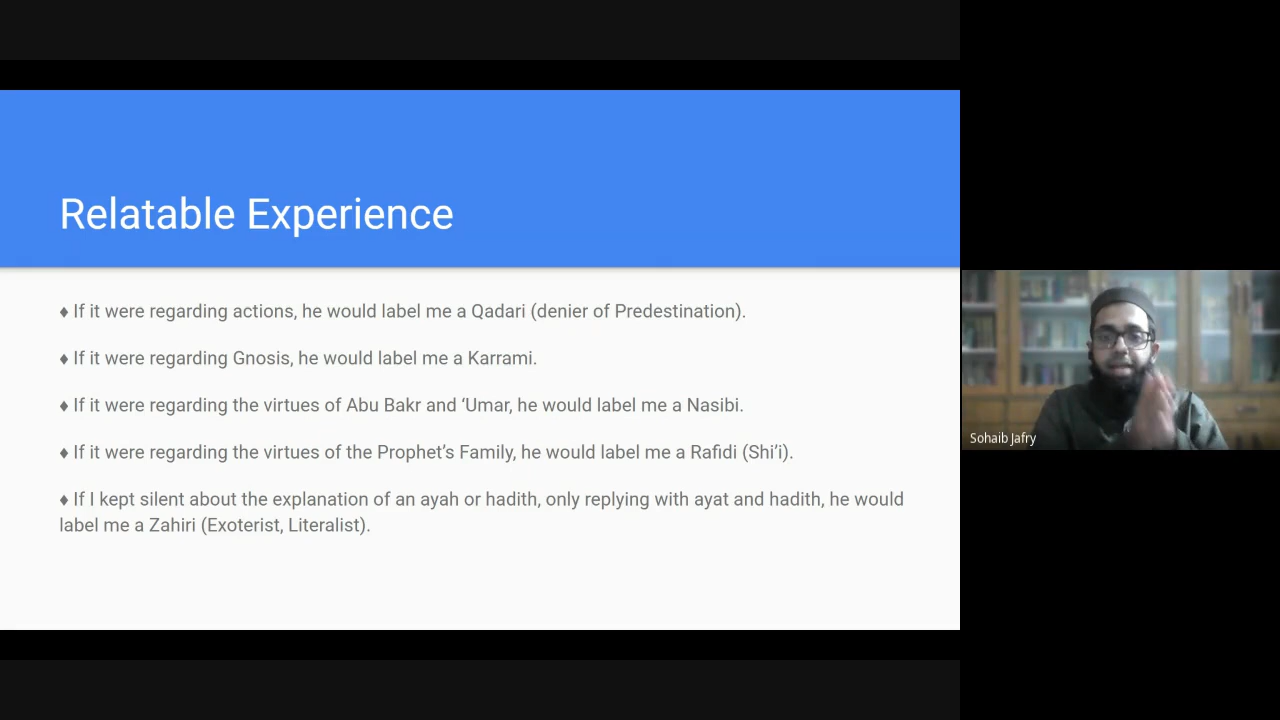 Relatable Experience
♦ If it were regarding actions, he would label me a Qadari (denier of Predestination).
♦ If it were regarding Gnosis, he would label me a Karrami.
♦ If it were regarding the virtues of Abu Bakr and ‘Umar, he would label me a Nasibi.
♦ If it were regarding the virtues of the Prophet’s Family, he would label me a Rafidi (Shi’i).
♦ If I kept silent about the explanation of an ayah or hadith, only replying with ayat and hadith, he would
label me a Zahiri (Exoterist, Literalist).
Sohaib Jafry